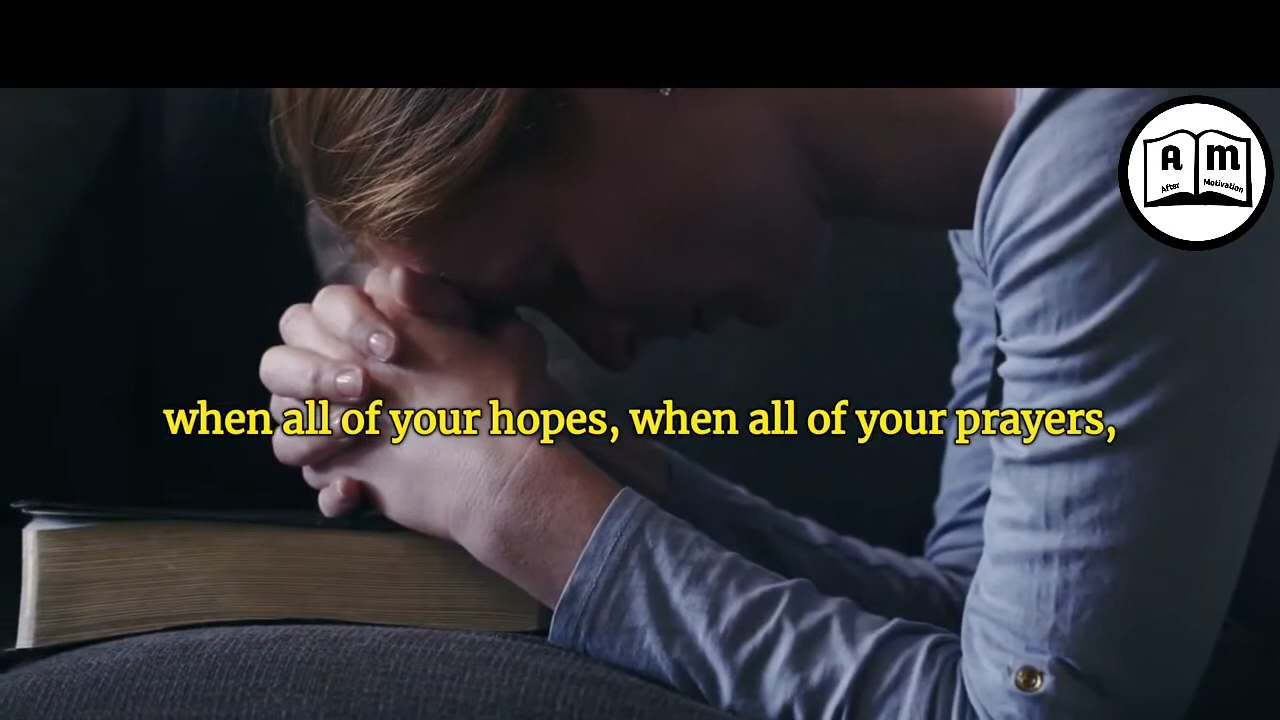 A M
After Motivation
when all of your hopes, when all of your prayers,